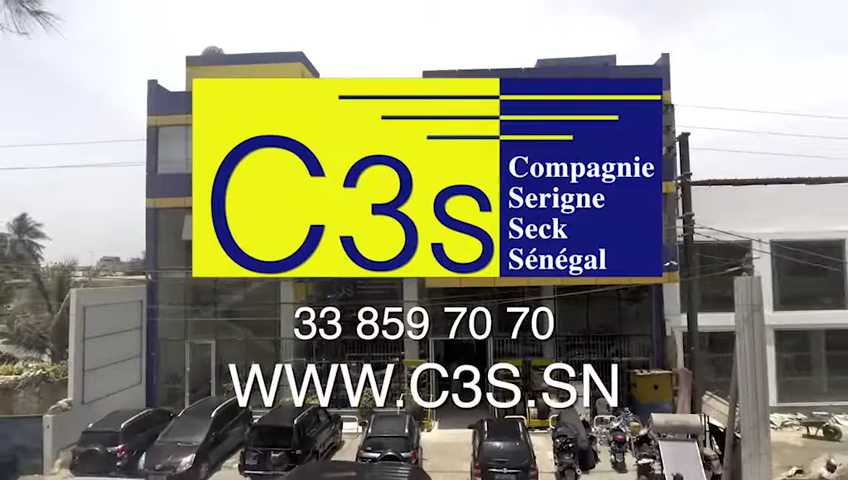 C3s
Compagnie
Serigne
Seck
Sénégal
33 859 70 70
WWW.C3S.SN